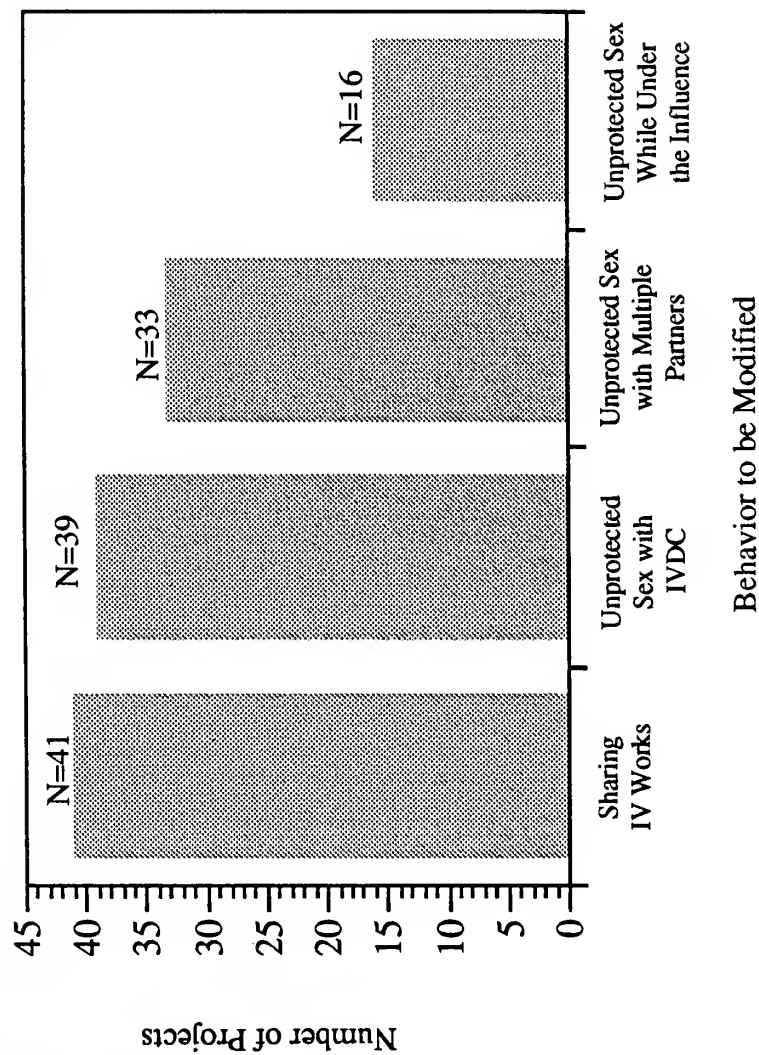 N=41
N=39
N=33
N=16
45
40
35
30
25
20
15
10
5
0
Number of Projects
Sharing
IV Works
Unprotected
Sex with
IVDC
Unprotected Sex
with Multiple
Partners
Unprotected Sex
While Under
the Influence
Behavior to be Modified